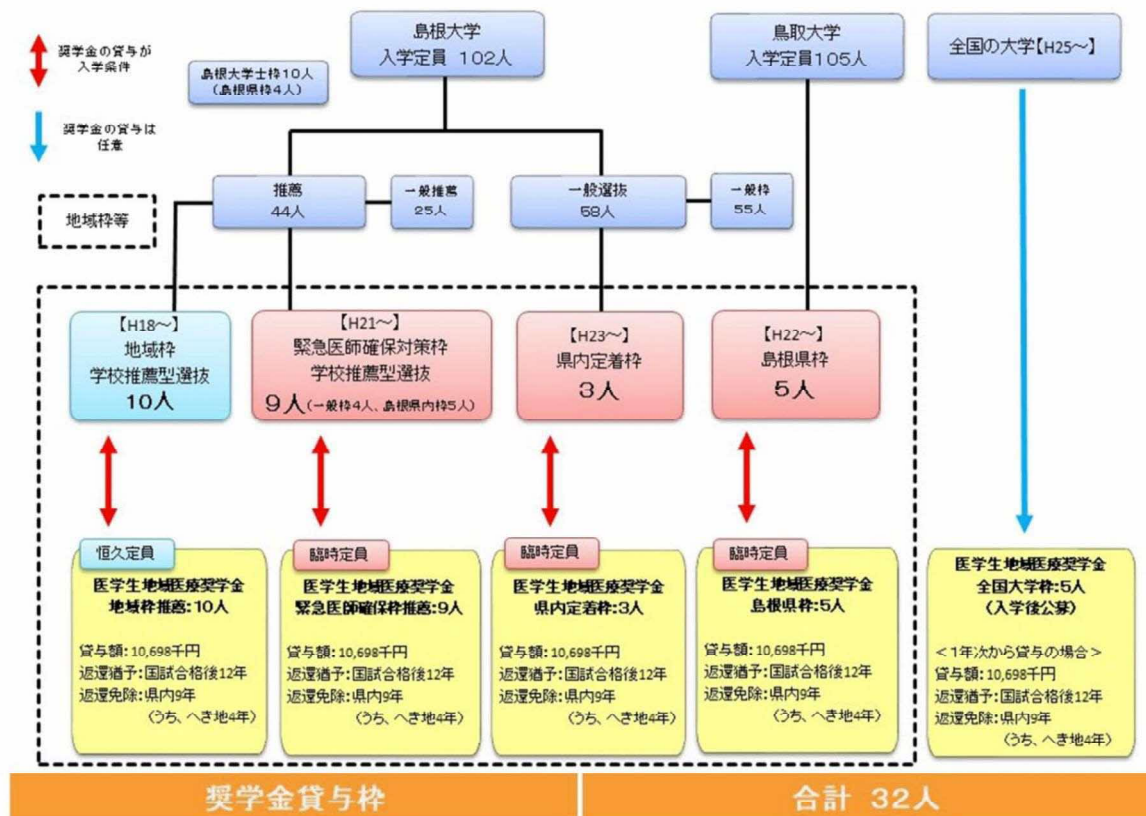 奨学金の貸与が
入学条件
奨学金の貸与は
任意
地域枠等
島根大学
入学定員 102人
島根大学士枠10人
(島根県枠4人)
鳥取大学
入学定員105人
全国の大学【H25～】
推薦
44人
一般推薦
25人
一般選抜
58人
一般枠
55人
【H18～】
地域枠
学校推薦型選抜
10人
【H21～】
緊急医師確保対策枠
学校推薦型選抜
9人(一般枠4人、島根県内枠5人)
【H23～】
県内定着枠
3人
【H22～】
島根県枠
5人
恒久定員
医学生地域医療奨学金
地域枠推薦:10人
貸与額:10,698千円
返還猶予:国試合格後12年
返還免除:県内9年
(うち、へき地4年)
臨時定員
医学生地域医療奨学金
緊急医師確保枠推薦:9人
貸与額:10,698千円
返還猶予:国試合格後12年
返還免除:県内9年
(うち、へき地4年)
臨時定員
医学生地域医療奨学金
県内定着枠:3人
貸与額:10,698千円
返還猶予:国試合格後12年
返還免除:県内9年
(うち、へき地4年)
臨時定員
医学生地域医療奨学金
島根県枠:5人
貸与額:10,698千円
返還猶予:国試合格後12年
返還免除:県内9年
(うち、へき地4年)
医学生地域医療奨学金
全国大学枠:5人
(入学後公募)
＜1年次から貸与の場合＞
貸与額:10,698千円
返還猶予:国試合格後12年
返還免除:県内9年
(うち、へき地4年)
奨学金貸与枠
合計 32人